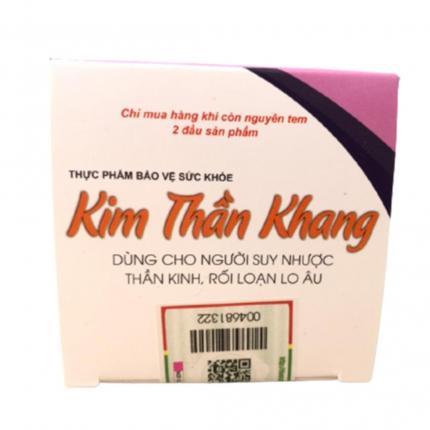 Chỉ mua hàng khi còn nguyên tem
2 đầu sản phẩm
THỰC PHẨM BẢO VỆ SỨC KHỎE
Kim Thần Khang
DÙNG CHO NGƯỜI SUY NHƯỢC
THẦN KINH, RỐI LOẠN LO ÂU
004681322